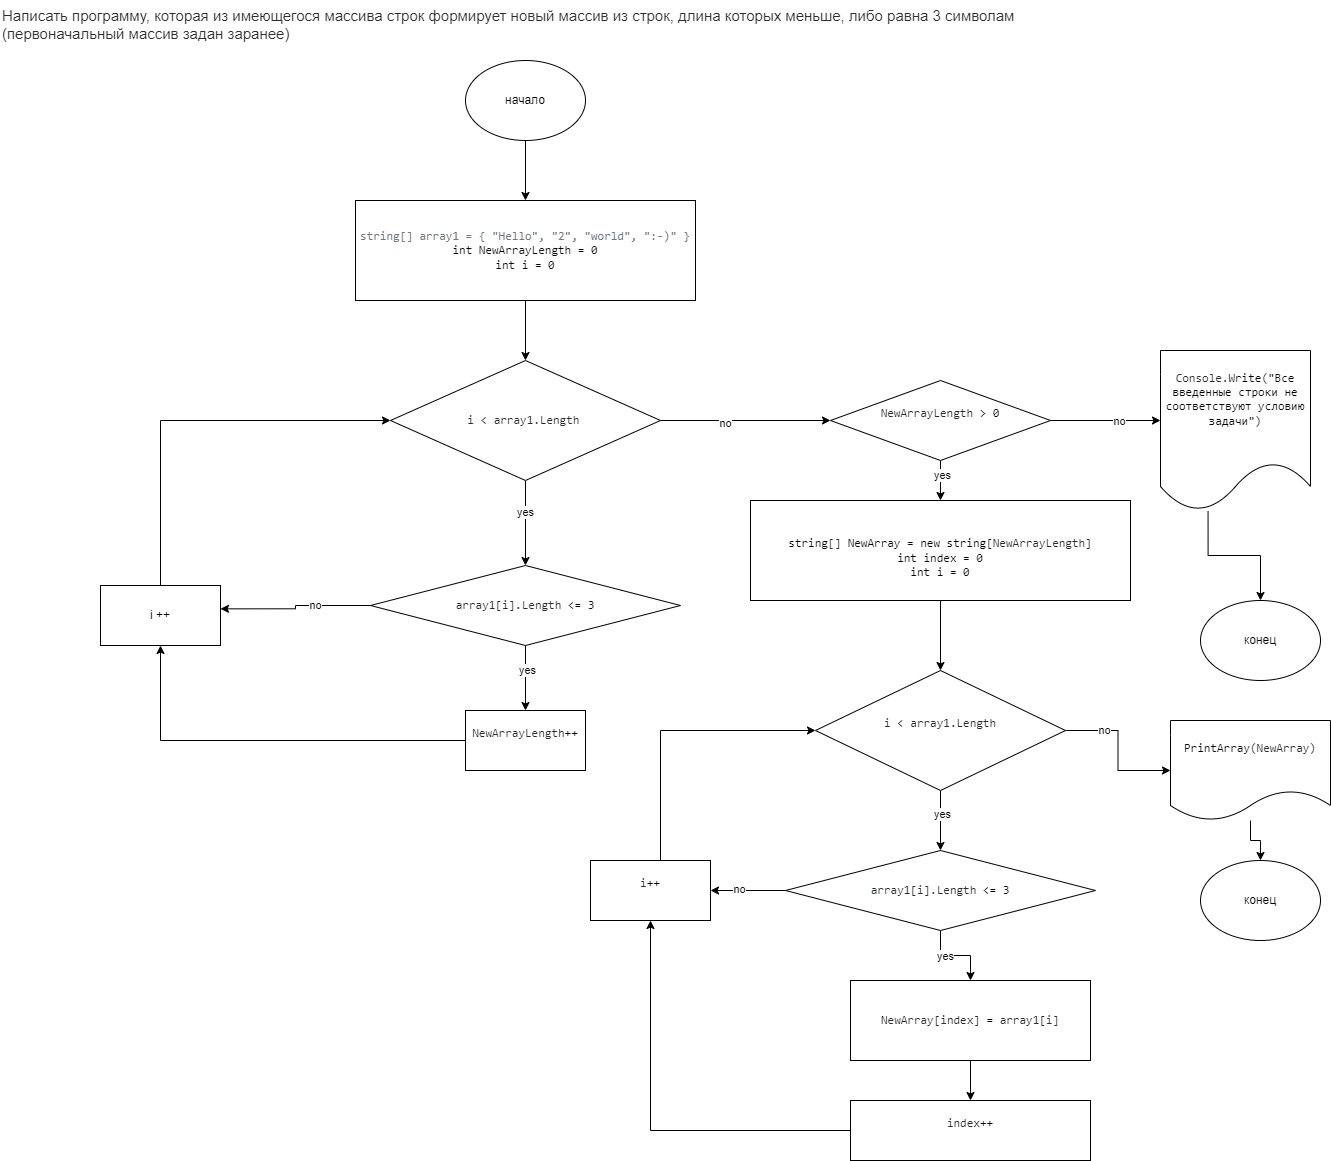 Написать программу, которая из имеющегося массива строк формирует новый массив из строк, длина которых меньше, либо равна 3 символам
(первоначальный массив задан заранее)
начало
string[] array1 = { "Hello", "2", "world", ":-)" }
int NewArrayLength = 0
int i = 0
i < array1.Length
no
NewArrayLength > 0
no
Console.Write("Все
введенные строки не
соответствуют условию
задачи")
yes
yes
string[] NewArray = new string[NewArrayLength]
int index = 0
int i = 0
i ++
no
array1[i].Length <= 3
конец
yes
NewArrayLength++
i < array1.Length
no
PrintArray(NewArray)
yes
i++
no
array1[i].Length <= 3
конец
yes
NewArray[index] = array1[i]
index++